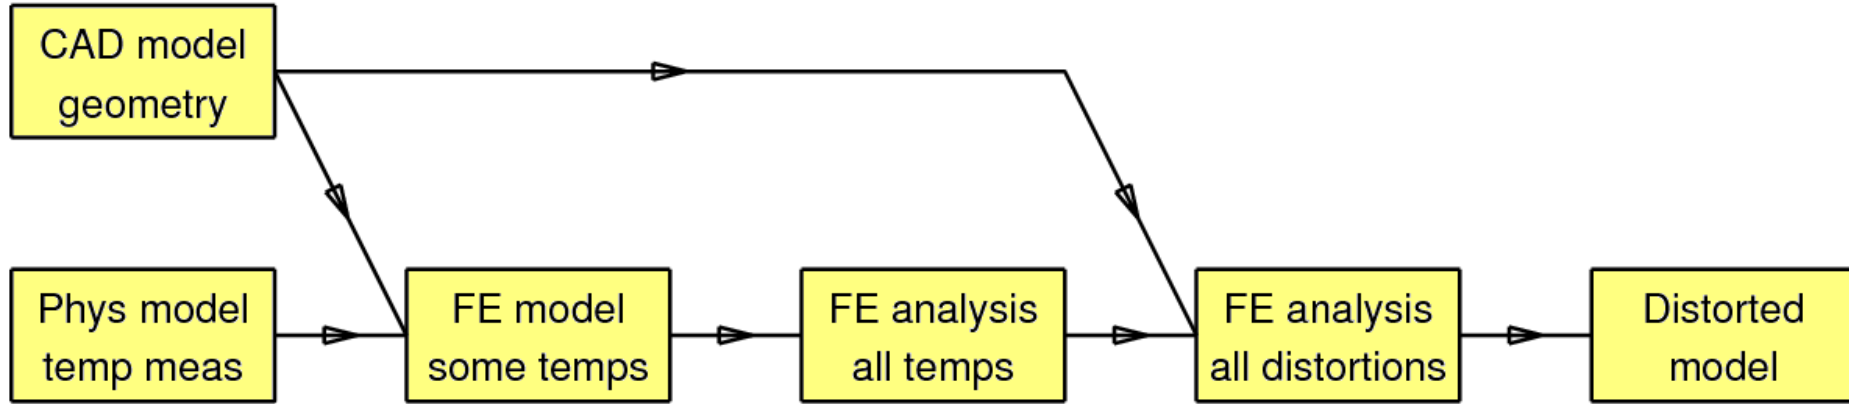 CAD model
geometry
Phys model
temp meas
FE model
some temps
FE analysis
all temps
FE analysis
all distortions
Distorted
model